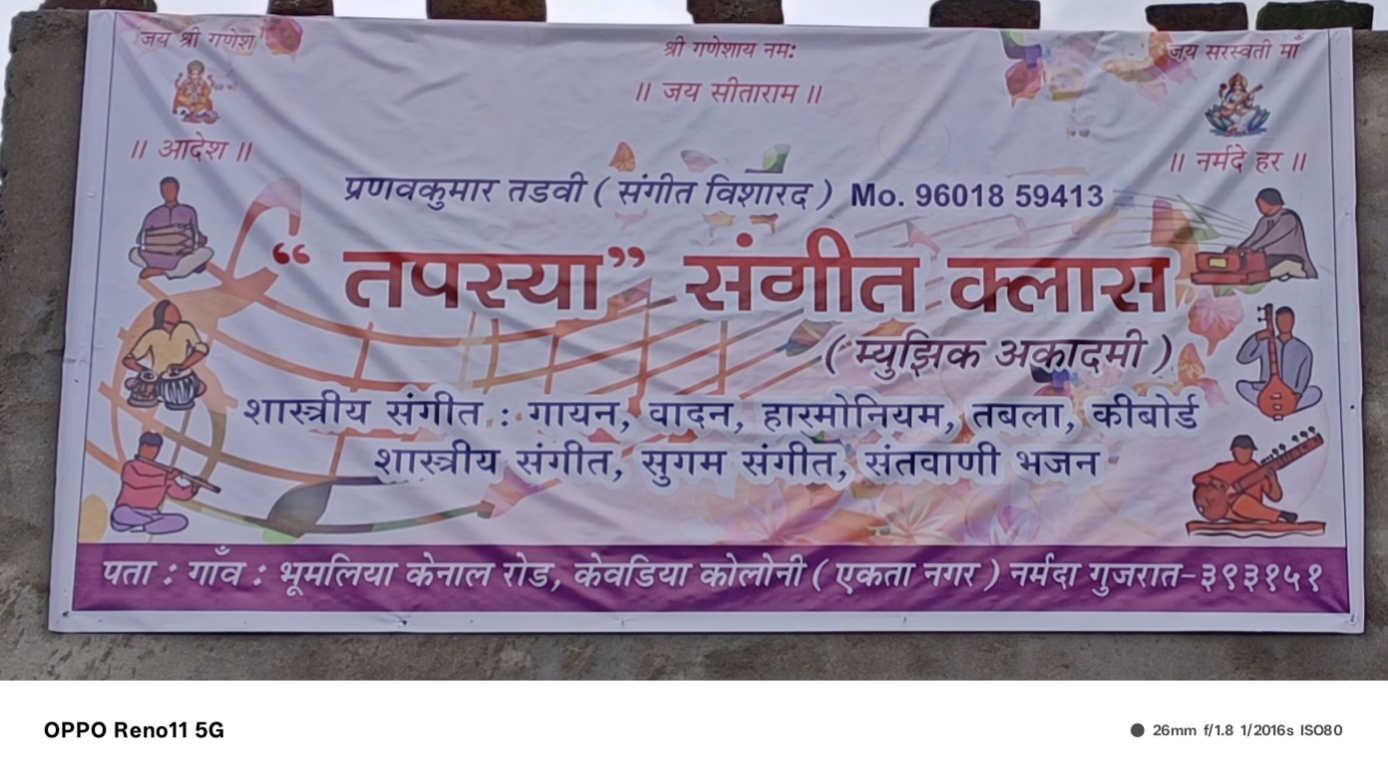 जय श्री गणेश
श्री गणेशाय नमः
जय सरस्वती माँ
॥ जय सीताराम ॥
॥ आदेश ॥
॥ नर्मदे हर ॥
प्रणवकुमार तडवी ( संगीत विशारद ) Mo. 96018 59413
“ तपस्या” संगीत क्लास
( म्युझिक अकादमी )
शास्त्रीय संगीत : गायन, वादन, हारमोनियम, तबला, कीबोर्ड
शास्त्रीय संगीत, सुगम संगीत, संतवाणी भजन
पता : गाँव : भूमलिया केनाल रोड, केवडिया कोलोनी ( एकता नगर ) नर्मदा गुजरात-३९३१५१
OPPO Reno11 5G
26mm f/1.8 1/2016s ISO80